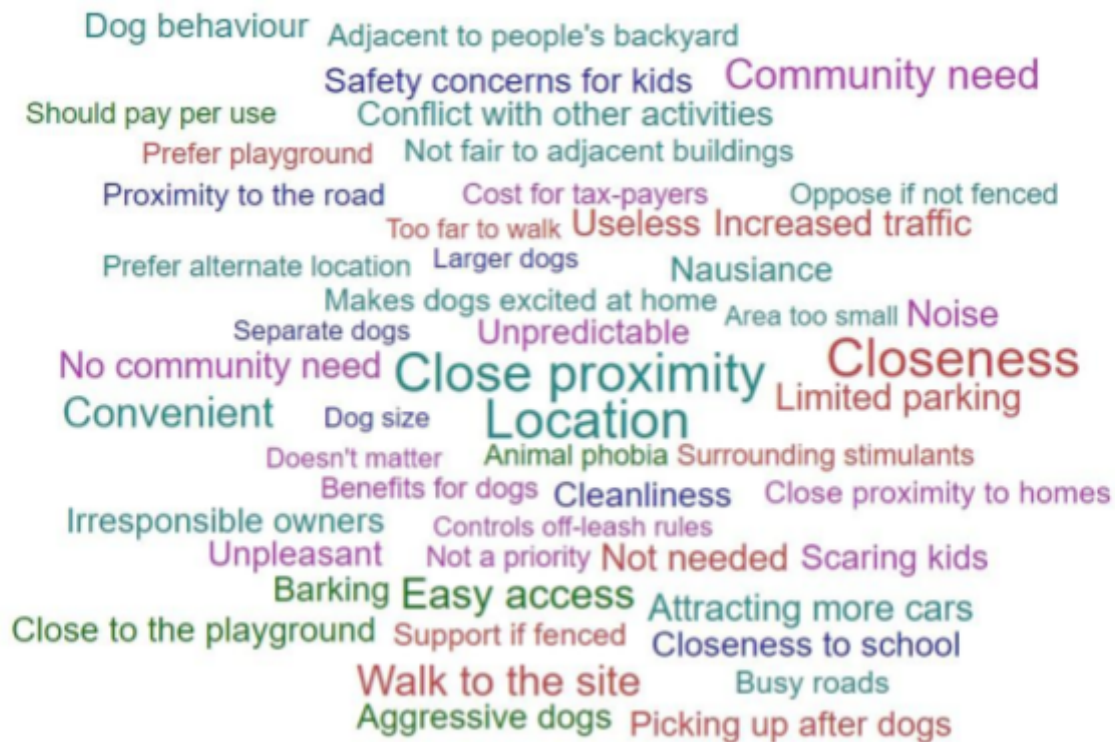 Dog behaviour Adjacent to people's backyard
Safety concerns for kids Community need
Should pay per use Conflict with other activities
Prefer playground Not fair to adjacent buildings
Proximity to the road Cost for tax-payers Oppose if not fenced
Too far to walk Useless Increased traffic
Prefer alternate location Larger dogs Nausiance
Makes dogs excited at home Area too small Noise
Separate dogs Unpredictable
No community need Close proximity Closeness
Convenient Dog size Location Limited parking
Doesn't matter Animal phobia Surrounding stimulants
Benefits for dogs Cleanliness Close proximity to homes
Irresponsible owners Controls off-leash rules
Unpleasant Not a priority Not needed Scaring kids
Barking Easy access Attracting more cars
Close to the playground Support if fenced Closeness to school
Walk to the site Busy roads
Aggressive dogs Picking up after dogs